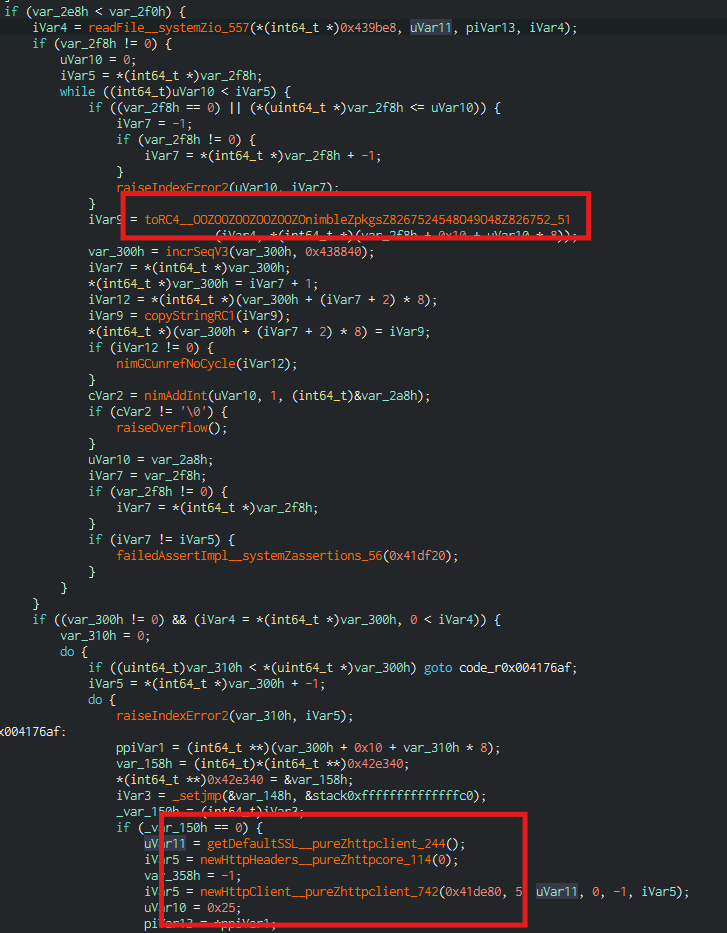 if (var_2e8h < var_2f0h) {
iVar4 = readFile__systemZio_557(*(int64_t *)0x439be8, uVar11, piVar13, iVar4);
if (var_2f8h != 0) {
uVar10 = 0;
iVar5 = *(int64_t *)var_2f8h;
while ((int64_t)uVar10 < iVar5) {
if ((var_2f8h == 0) || (*(uint64_t *)var_2f8h <= uVar10)) {
iVar7 = -1;
if (var_2f8h != 0) {
iVar7 = *(int64_t *)var_2f8h + -1;
}
raiseIndexError2(uVar10, iVar7);
}
iVar9 = toRC4__OOZOOZOOZOOZOOZOnimbleZpkgsZ8267524548O49O48Z826752_51
(iVar4, *(int64_t *)(var_2f8h + 0x10 + uVar10 * 8));
var_300h = incrSeqV3(var_300h, 0x438840);
iVar7 = *(int64_t *)var_300h;
*(int64_t *)var_300h = iVar7 + 1;
iVar12 = *(int64_t *)(var_300h + (iVar7 + 2) * 8);
iVar9 = copyStringRC1(iVar9);
*(int64_t *)(var_300h + (iVar7 + 2) * 8) = iVar9;
if (iVar12 != 0) {
nimGCunrefNoCycle(iVar12);
}
cVar2 = nimAddInt(uVar10, 1, (int64_t)&var_2a8h);
if (cVar2 != '\0') {
raiseOverflow();
}
uVar10 = var_2a8h;
iVar7 = var_2f8h;
if (var_2f8h != 0) {
iVar7 = *(int64_t *)var_2f8h;
}
if (iVar7 != iVar5) {
failedAssertImpl__systemZassertions_56(0x41df20);
}
}
}
if ((var_300h != 0) && (iVar4 = *(int64_t *)var_300h, 0 < iVar4)) {
var_310h = 0;
do {
if ((uint64_t)var_310h < *(uint64_t *)var_300h) goto code_r0x004176af;
iVar5 = *(int64_t *)var_300h + -1;
do {
raiseIndexError2(var_310h, iVar5);
x004176af:
ppiVar1 = (int64_t **)(var_300h + 0x10 + var_310h * 8);
var_158h = (int64_t)*(int64_t **)0x42e340;
*(int64_t **)0x42e340 = &var_158h;
iVar3 = _setjmp(&var_148h, &stack0xffffffffffffffc0);
_var_150h = (int64_t)iVar3;
if (_var_150h == 0) {
uVar11 = getDefaultSSL__pureZhttpclient_244();
iVar5 = newHttpHeaders__pureZhttpcore_114(0);
var_358h = -1;
iVar5 = newHttpClient__pureZhttpclient_742(0x41de80, 5, uVar11, 0, -1, iVar5);
uVar10 = 0x25;
piVar13 = *ppiVar1;